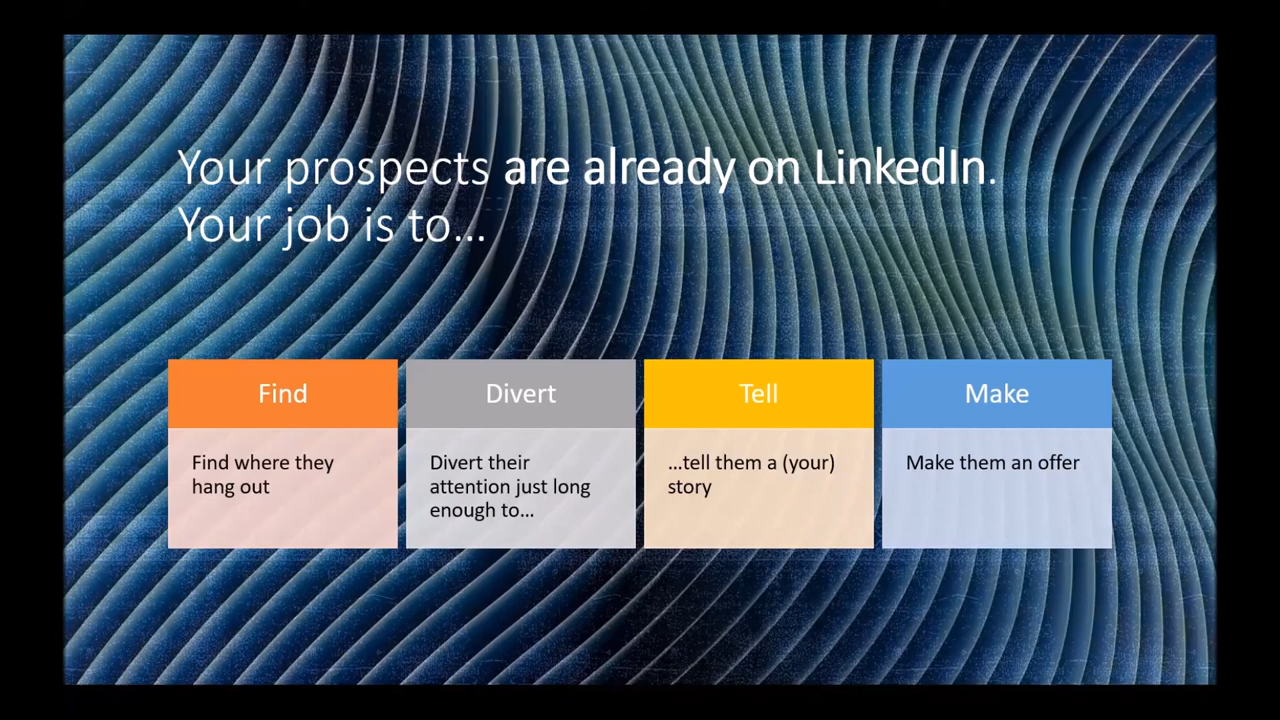 Your prospects are already on LinkedIn.
Your job is to...
Find
Find where they
hang out
Divert
Divert their
attention just long
enough to...
Tell
...tell them a (your)
story
Make
Make them an offer